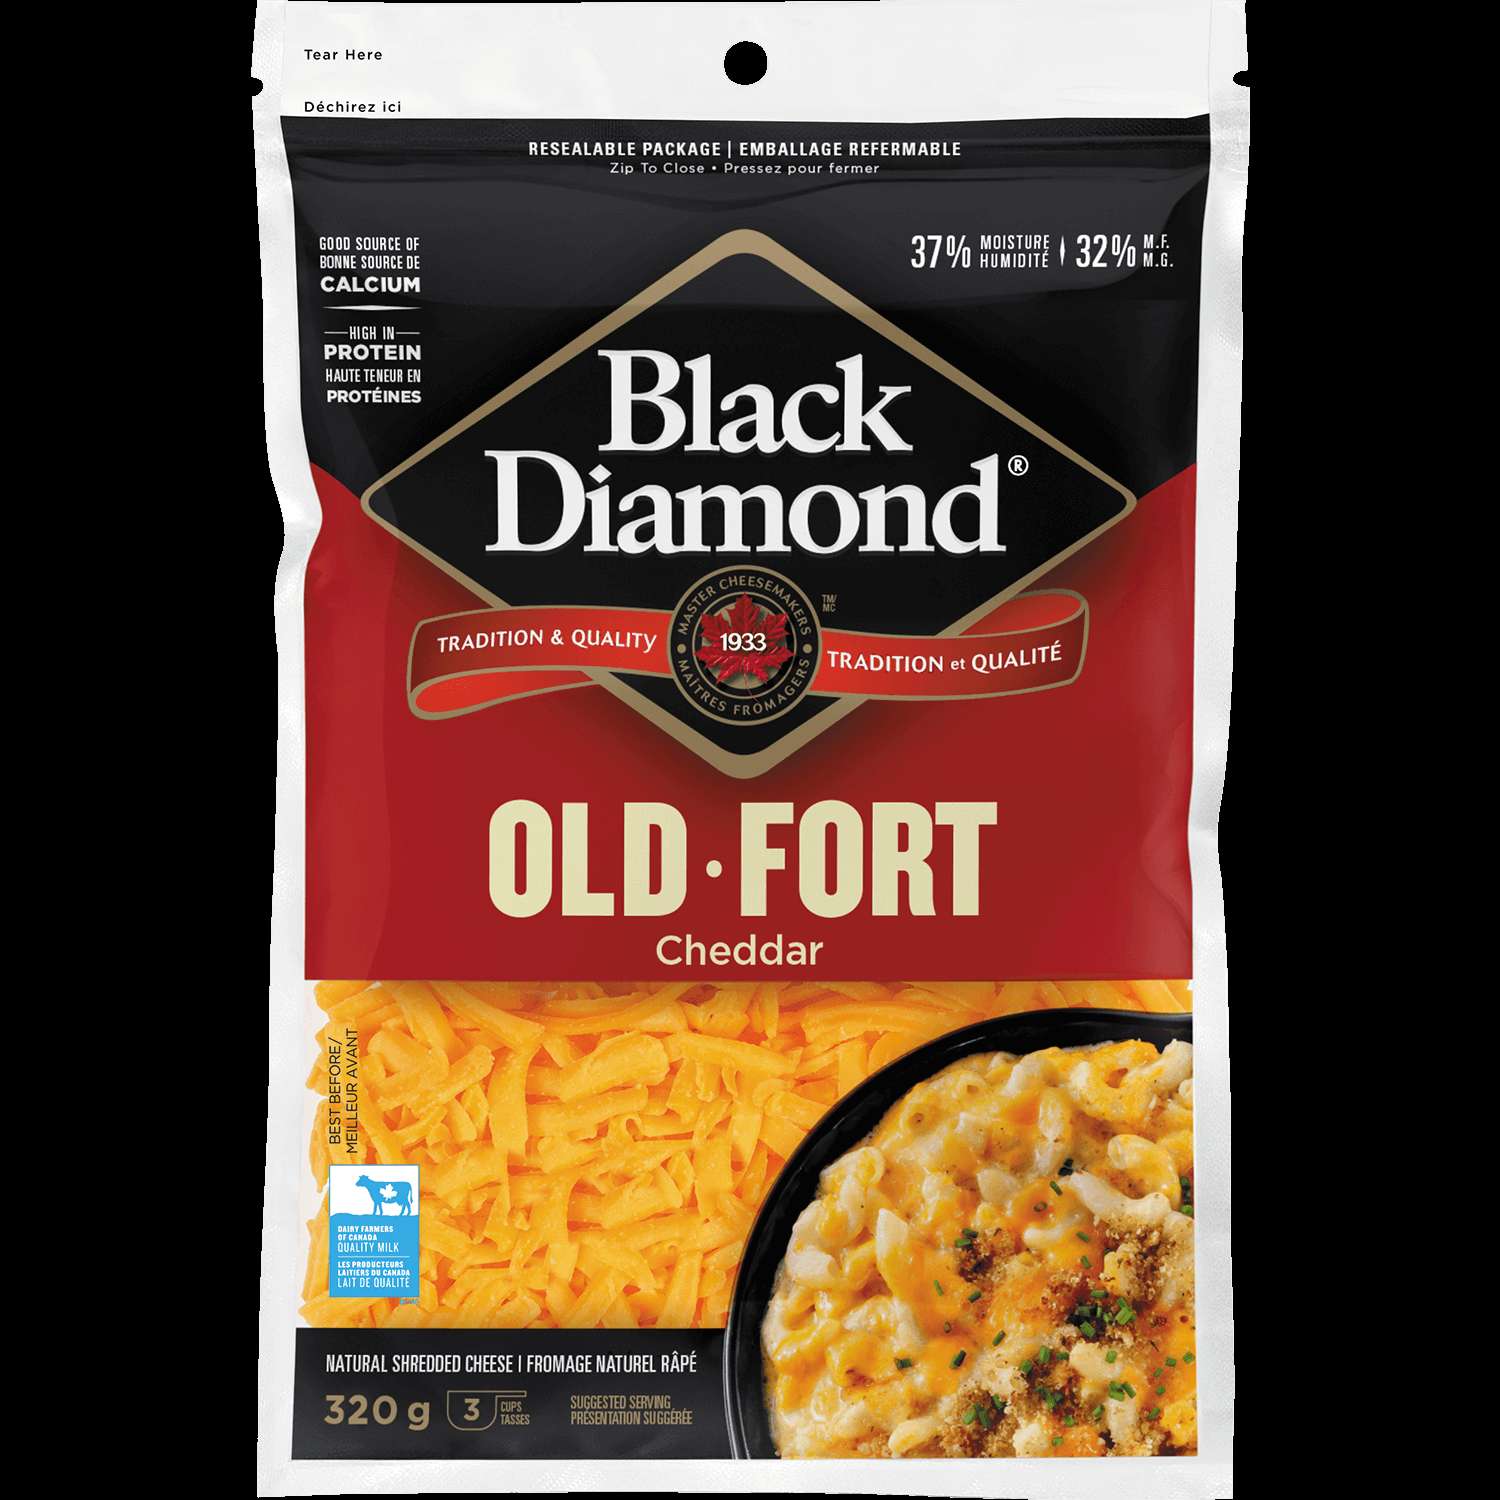 Tear Here
Déchirez ici
RESEALABLE PACKAGE | EMBALLAGE REFERMABLE
Zip To Close • Pressez pour fermer
GOOD SOURCE OF
BONNE SOURCE DE
CALCIUM
HIGH IN
PROTEIN
HAUTE TENEUR EN
PROTÉINES
37% MOISTURE
HUMIDITÉ
32% M.F.
M.G.
Black
Diamond®
MASTER CHEESEMAKERS
TM/
MC
TRADITION & QUALITY
1933
TRADITION et QUALITÉ
MAÎTRES FROMAGERS
OLD • FORT
Cheddar
BEST BEFORE/
MEILLEUR AVANT
DAIRY FARMERS
OF CANADA
QUALITY MILK
LES PRODUCTEURS
LAITIERS DU CANADA
LAIT DE QUALITÉ
NATURAL SHREDDED CHEESE | FROMAGE NATUREL RÂPÉ
320 g
3 CUPS
TASSES
SUGGESTED SERVING
PRÉSENTATION SUGGÉRÉE